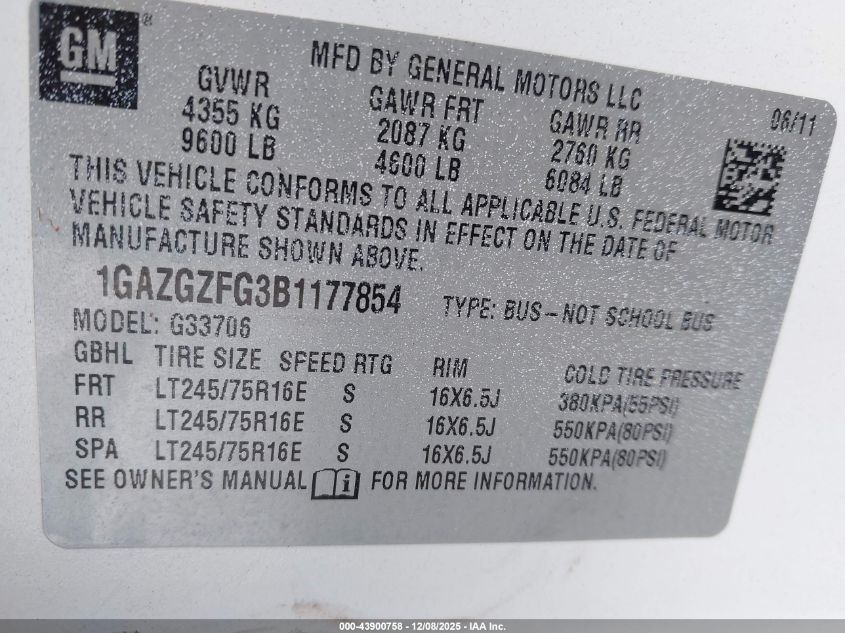 GM®
MFD BY GENERAL MOTORS LLC
06/11
GVWR GAWR FRT GAWR RR
4355 KG 2087 KG 2760 KG
9600 LB 4600 LB 6084 LB
THIS VEHICLE CONFORMS TO ALL APPLICABLE U.S. FEDERAL MOTOR
VEHICLE SAFETY STANDARDS IN EFFECT ON THE DATE OF
MANUFACTURE SHOWN ABOVE.
1GAZGZFG3B1177854 TYPE: BUS-NOT SCHOOL BUS
MODEL: G33706
GBHL TIRE SIZE SPEED RTG RIM COLD TIRE PRESSURE
FRT LT245/75R16E S 16X6.5J 380KPA(55PSI)
RR LT245/75R16E S 16X6.5J 550KPA(80PSI)
SPA LT245/75R16E S 16X6.5J 550KPA(80PSI)
SEE OWNER'S MANUAL i FOR MORE INFORMATION.
000-43900758 - 12/08/2025 - IAA Inc.